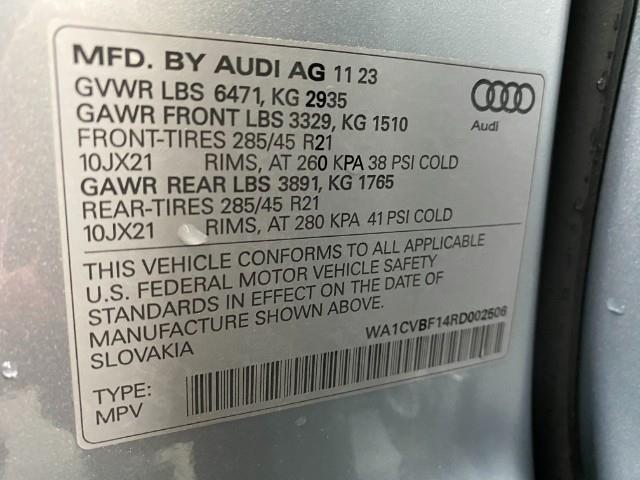 MFD. BY AUDI AG 11 23
GVWR LBS 6471, KG 2935
GAWR FRONT LBS 3329, KG 1510
FRONT-TIRES 285/45 R21
10JX21 RIMS, AT 260 KPA 38 PSI COLD
GAWR REAR LBS 3891, KG 1765
REAR-TIRES 285/45 R21
10JX21 RIMS, AT 280 KPA 41 PSI COLD
Audi
THIS VEHICLE CONFORMS TO ALL APPLICABLE
U.S. FEDERAL MOTOR VEHICLE SAFETY
STANDARDS IN EFFECT ON THE DATE OF
MANUFACTURE SHOWN ABOVE.
SLOVAKIA
WA1CVBF14RD002606
TYPE:
MPV